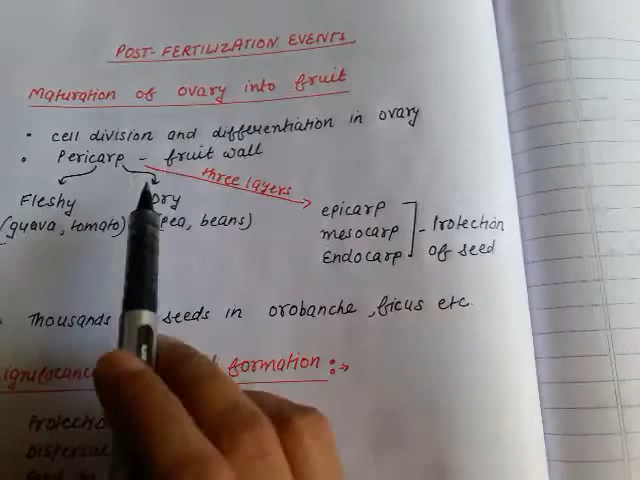 POST-FERTILIZATION EVENTS
Maturation of ovary into fruit
• cell division and differentiation in ovary
• Pericarp - fruit wall
three layers
Fleshy
(guava, tomato)
(pea, beans)
epicarp
mesocarp
Endocarp
- Protection of seed
• Thousands seeds in orobanche, ficus etc.
formation :→